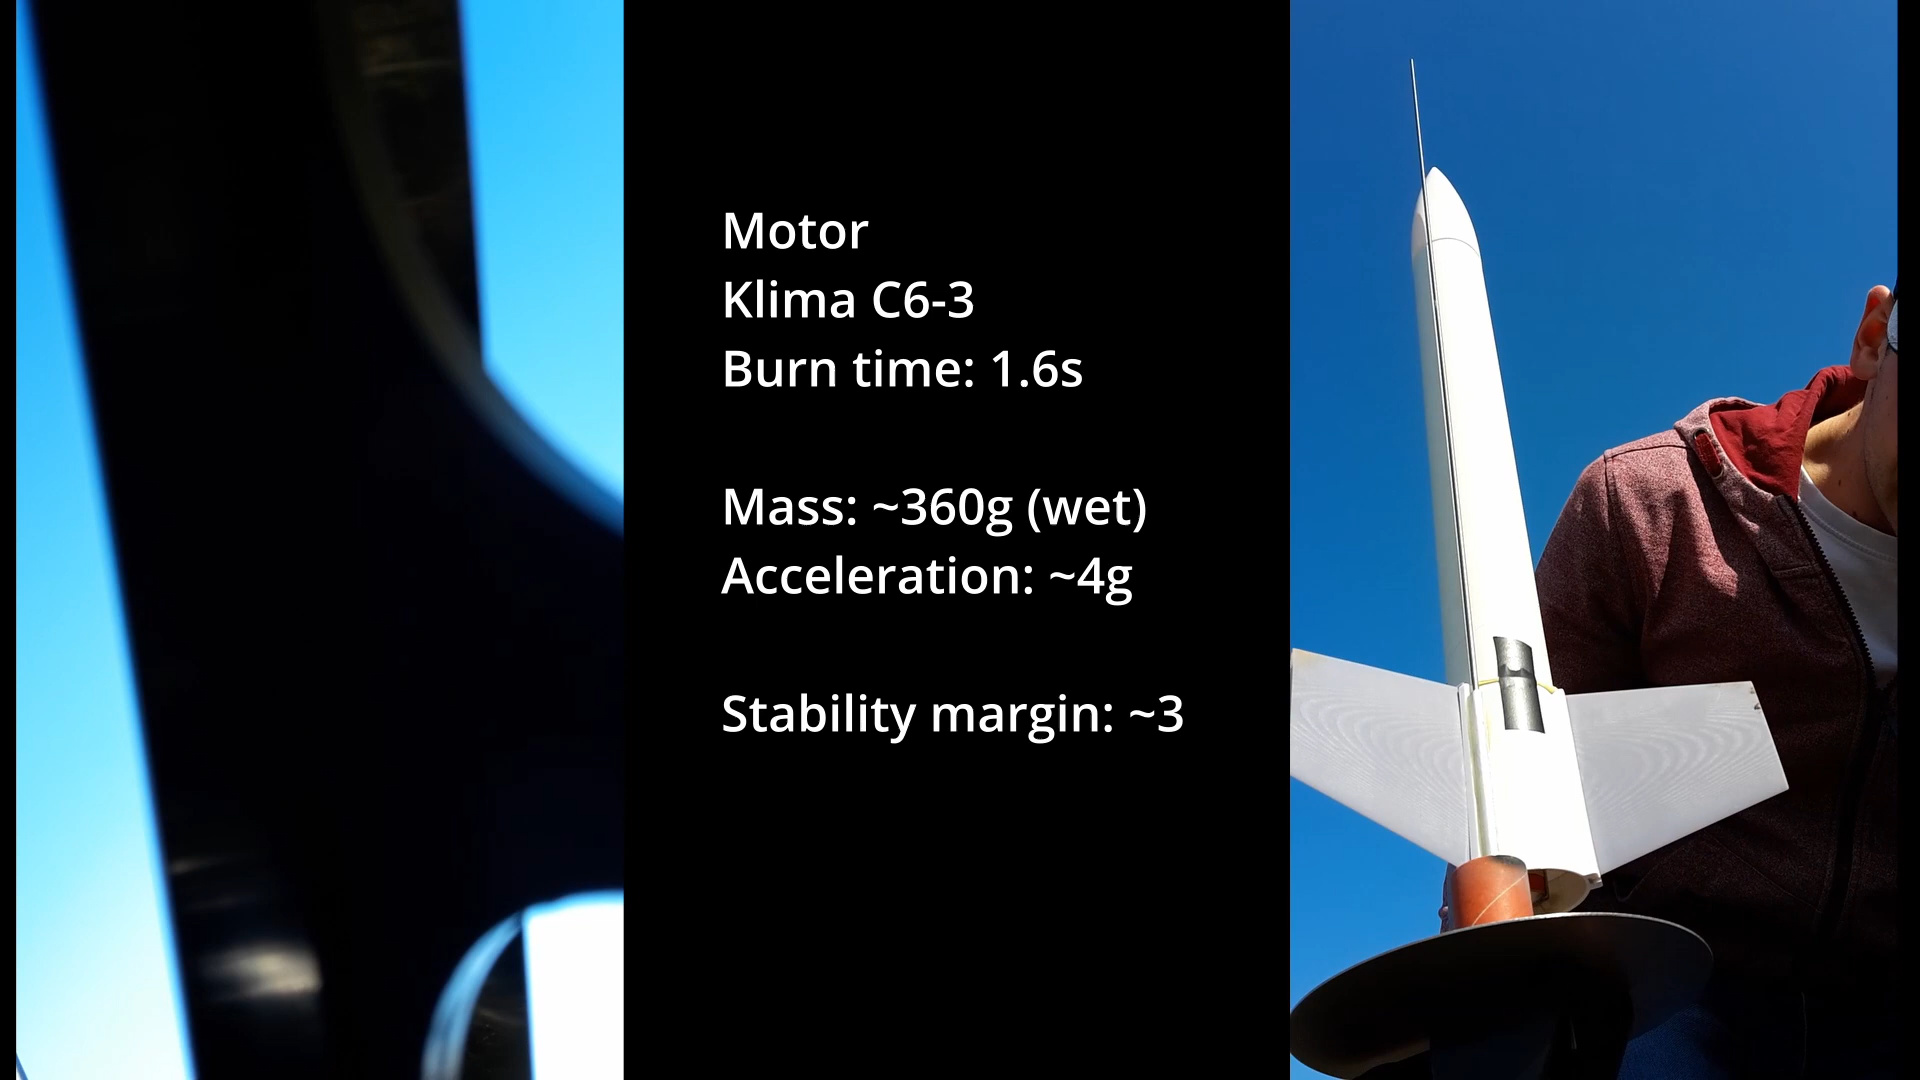 Motor
Klima C6-3
Burn time: 1.6s
Mass: ~360g (wet)
Acceleration: ~4g
Stability margin: ~3